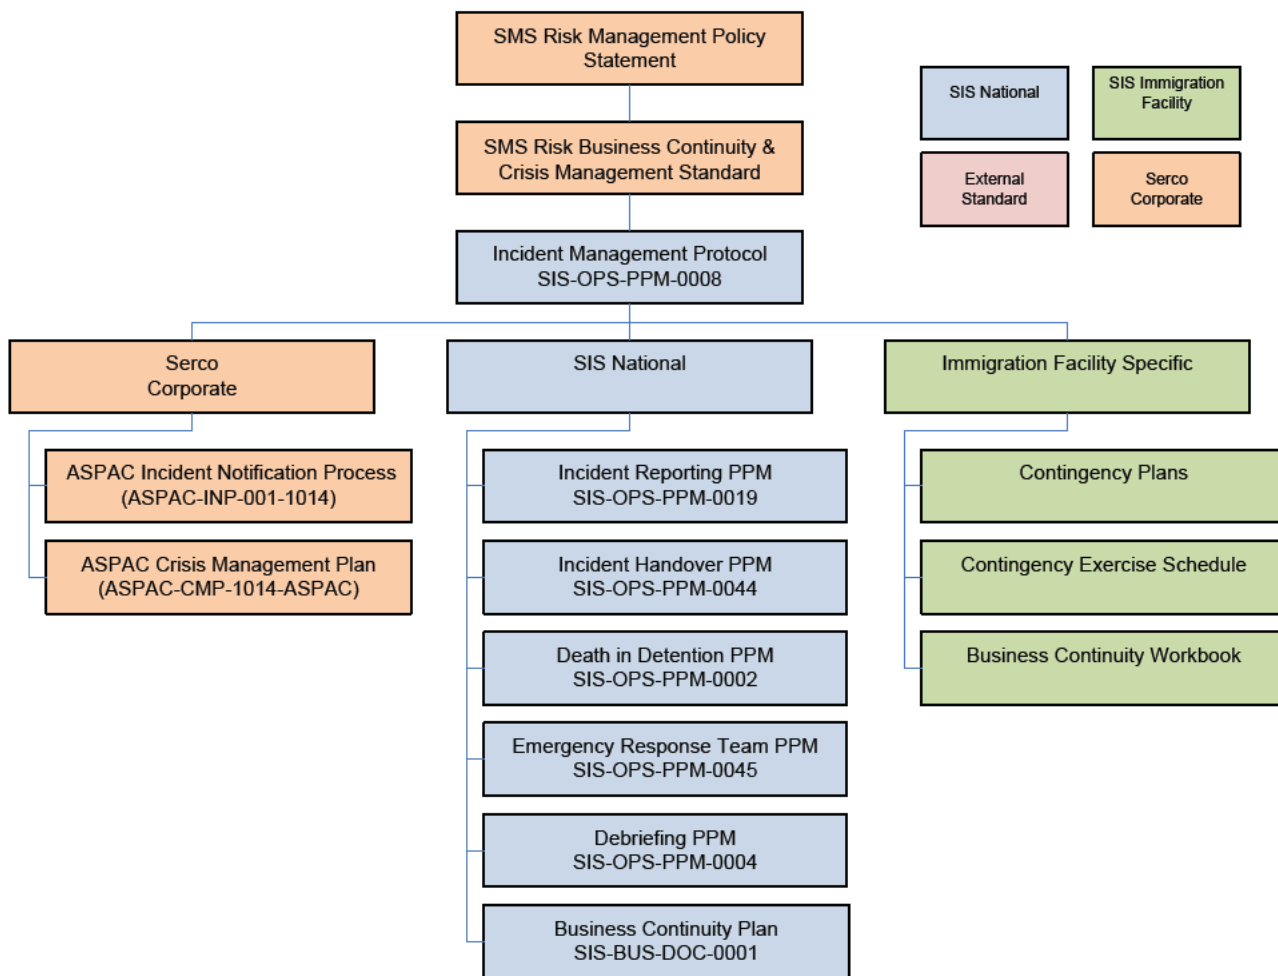 SMS Risk Management Policy
Statement
SIS National
SIS Immigration
Facility
SMS Risk Business Continuity &
Crisis Management Standard
External
Standard
Serco
Corporate
Incident Management Protocol
SIS-OPS-PPM-0008
Serco
Corporate
SIS National
Immigration Facility Specific
ASPAC Incident Notification Process
(ASPAC-INP-001-1014)
ASPAC Crisis Management Plan
(ASPAC-CMP-1014-ASPAC)
Incident Reporting PPM
SIS-OPS-PPM-0019
Incident Handover PPM
SIS-OPS-PPM-0044
Death in Detention PPM
SIS-OPS-PPM-0002
Emergency Response Team PPM
SIS-OPS-PPM-0045
Debriefing PPM
SIS-OPS-PPM-0004
Business Continuity Plan
SIS-BUS-DOC-0001
Contingency Plans
Contingency Exercise Schedule
Business Continuity Workbook